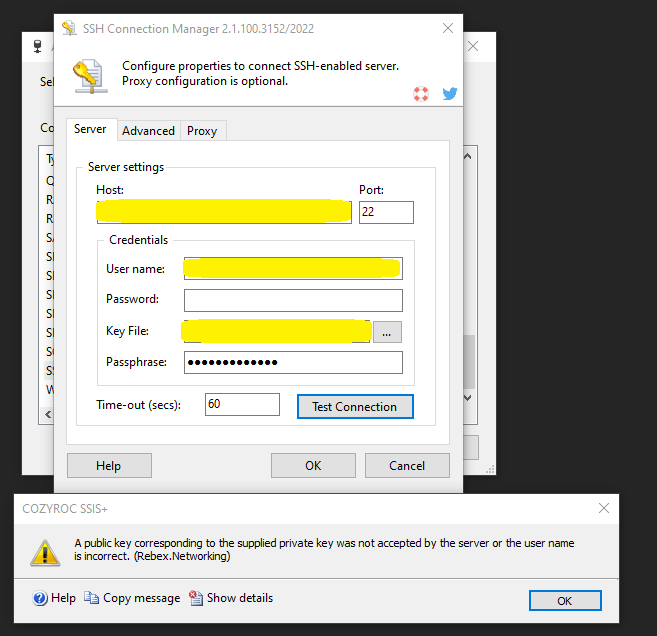 SSH Connection Manager 2.1.100.3152/2022
Configure properties to connect SSH-enabled server.
Proxy configuration is optional.
Server
Advanced
Proxy
Server settings
Host:
Port:
22
Credentials
User name:
Password:
Key File:
...
Passphrase:
●●●●●●●●●●●●●
Time-out (secs):
60
Test Connection
Help
OK
Cancel
COZYROC SSIS+
A public key corresponding to the supplied private key was not accepted by the server or the user name
is incorrect. (Rebex.Networking)
Help
Copy message
Show details
OK